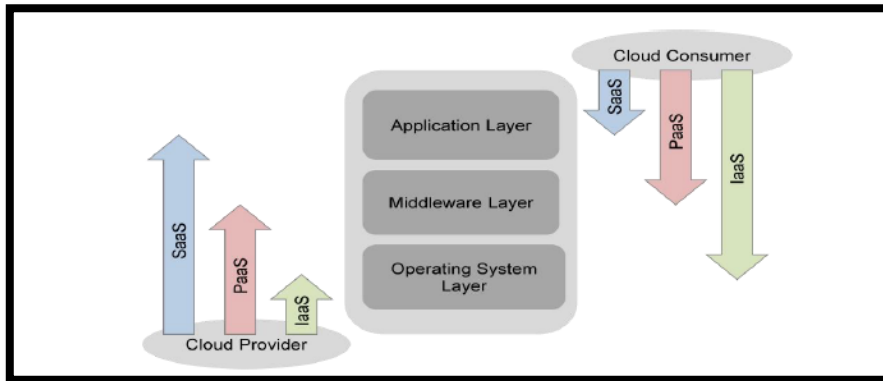 Cloud Consumer
SaaS
PaaS
IaaS
Application Layer
Middleware Layer
Operating System
Layer
SaaS
PaaS
IaaS
Cloud Provider